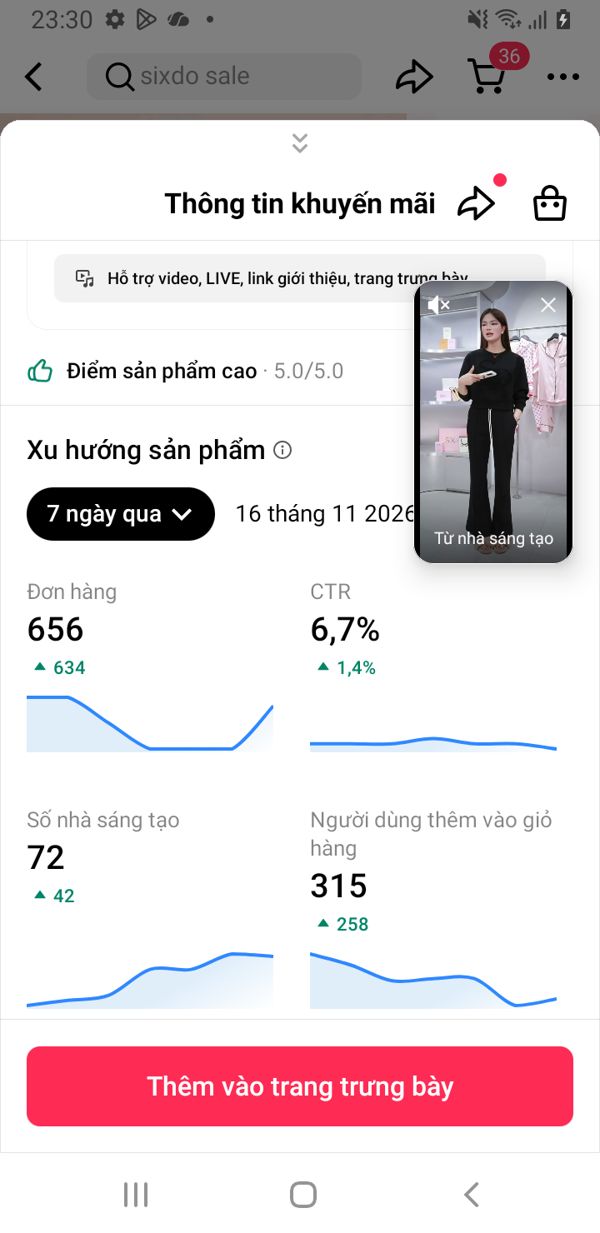 23:30
sixdo sale
36
Thông tin khuyến mãi
Hỗ trợ video, LIVE, link giới thiệu, trang trưng bày
Điểm sản phẩm cao · 5.0/5.0
Xu hướng sản phẩm
7 ngày qua
16 tháng 11 2026
Từ nhà sáng tạo
Đơn hàng
CTR
656
6,7%
634
1,4%
Số nhà sáng tạo
Người dùng thêm vào giỏ
hàng
72
315
42
258
Thêm vào trang trưng bày